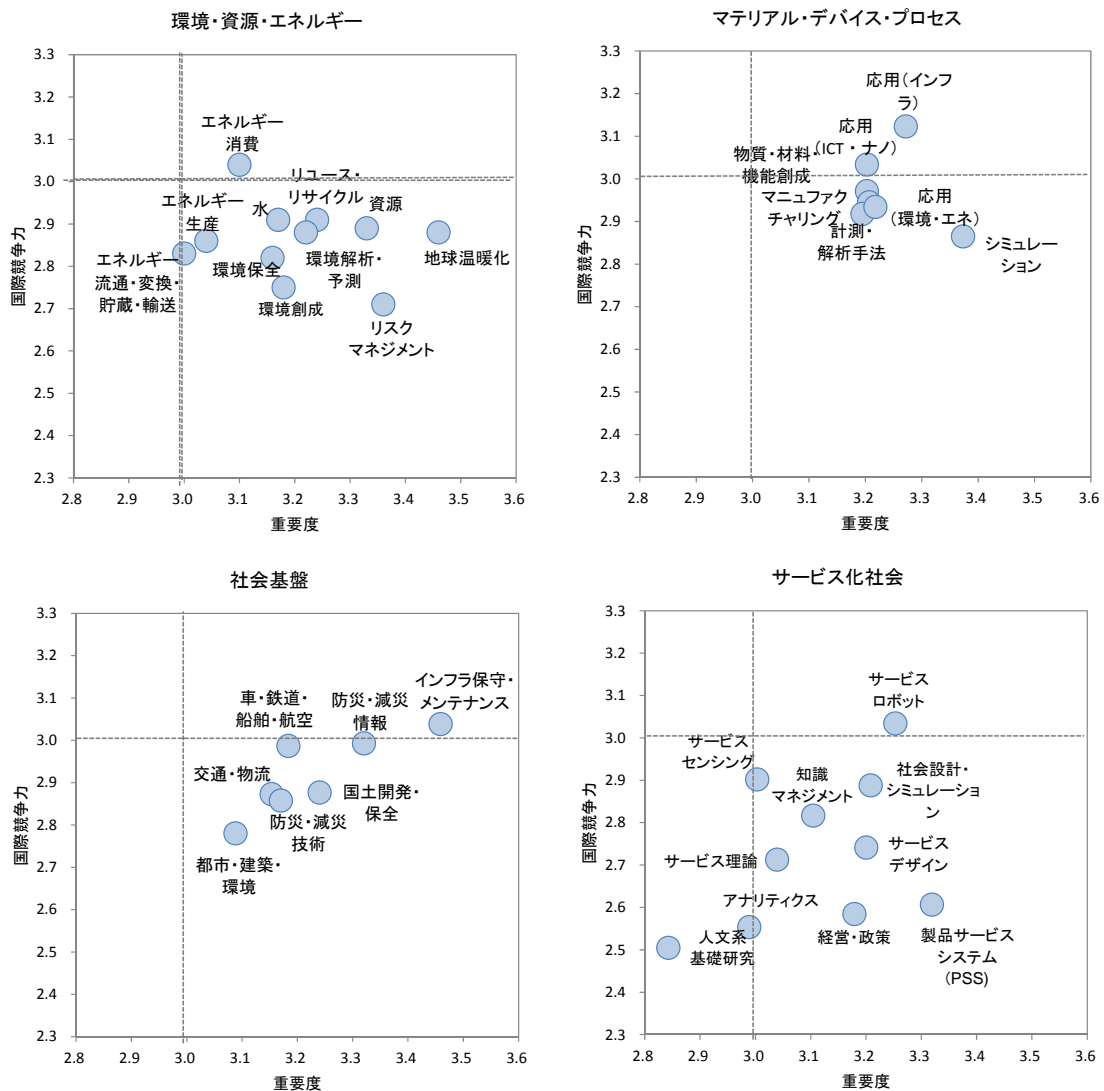 環境・資源・エネルギー
3.3
3.2
3.1
3.0
2.9
2.8
2.7
2.6
2.5
2.4
2.3
国際競争力
エネルギー
消費
リユース・
リサイクル
エネルギー
生産
水
資源
エネルギー
流通・変換・
貯蔵・輸送
環境保全
環境解析・
予測
地球温暖化
環境創成
リスク
マネジメント
2.8 2.9 3.0 3.1 3.2 3.3 3.4 3.5 3.6
重要度
マテリアル・デバイス・プロセス
3.3
3.2
3.1
3.0
2.9
2.8
2.7
2.6
2.5
2.4
2.3
国際競争力
応用(インフ
ラ)
応用
(ICT・ナノ)
物質・材料・
機能創成
マニュファク
チャリング
応用
(環境・エネ)
計測・
解析手法
シミュレー
ション
2.8 2.9 3.0 3.1 3.2 3.3 3.4 3.5 3.6
重要度
社会基盤
3.3
3.2
3.1
3.0
2.9
2.8
2.7
2.6
2.5
2.4
2.3
国際競争力
車・鉄道・
船舶・航空
防災・減災
情報
インフラ保守・
メンテナンス
交通・物流
国土開発・
保全
防災・減災
技術
都市・建築・
環境
2.8 2.9 3.0 3.1 3.2 3.3 3.4 3.5 3.6
重要度
サービス化社会
3.3
3.2
3.1
3.0
2.9
2.8
2.7
2.6
2.5
2.4
2.3
国際競争力
サービス
ロボット
サービス
センシング
知識
マネジメント
社会設計・
シミュレーショ
ン
サービス理論
サービス
デザイン
アナリティクス
人文系
基礎研究
経営・政策
製品サービス
システム
(PSS)
2.8 2.9 3.0 3.1 3.2 3.3 3.4 3.5 3.6
重要度